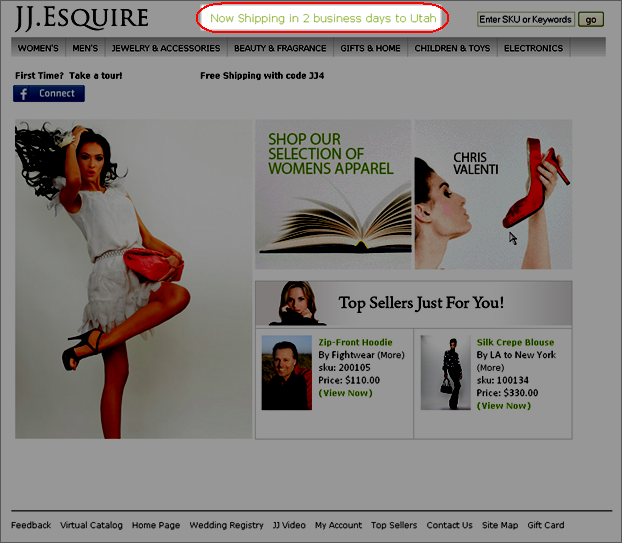 JJ.Esquire
Now Shipping in 2 business days to Utah
Enter SKU or Keywords
go
WOMEN'S
MEN'S
JEWELRY & ACCESSORIES
BEAUTY & FRAGRANCE
GIFTS & HOME
CHILDREN & TOYS
ELECTRONICS
First Time?  Take a tour!
Free Shipping with code JJ4
f Connect
SHOP OUR
SELECTION OF
WOMENS APPAREL
CHRIS
VALENTI
Top Sellers Just For You!
Zip-Front Hoodie
By Fightwear (More)
sku: 200105
Price: $110.00
(View Now)
Silk Crepe Blouse
By LA to New York
(More)
sku: 100134
Price: $330.00
(View Now)
Feedback
Virtual Catalog
Home Page
Wedding Registry
JJ Video
My Account
Top Sellers
Contact Us
Site Map
Gift Card